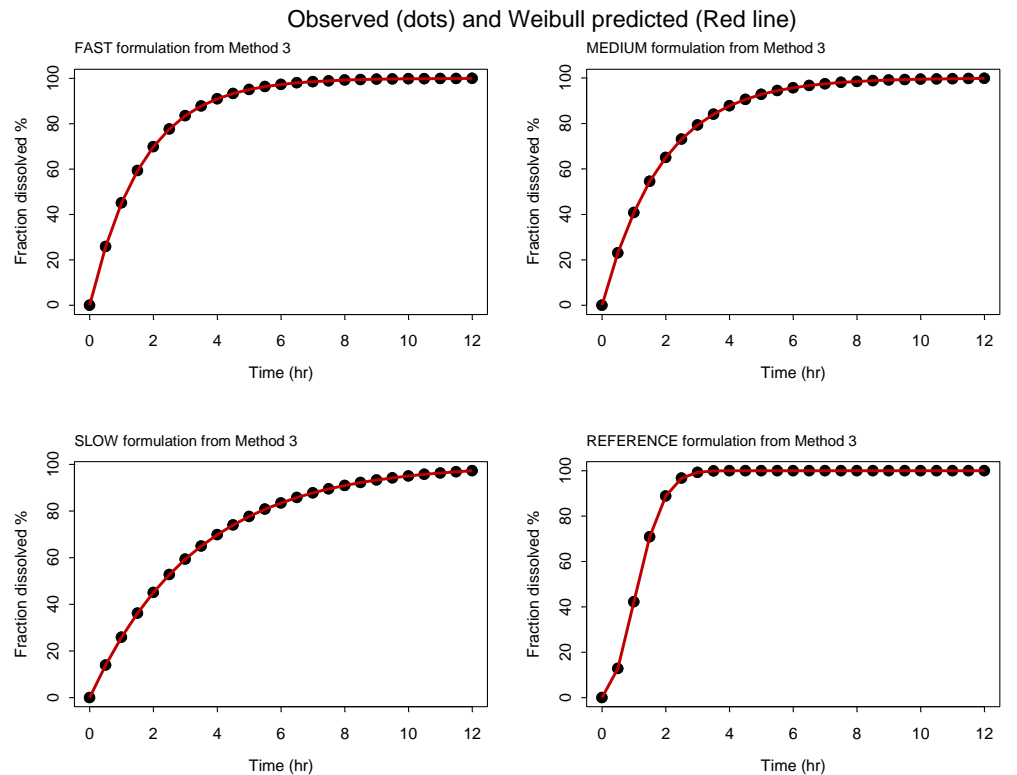 Observed (dots) and Weibull predicted (Red line)
FAST formulation from Method 3
Fraction dissolved %
0 20 40 60 80 100
0 2 4 6 8 10 12
Time (hr)
MEDIUM formulation from Method 3
Fraction dissolved %
0 20 40 60 80 100
0 2 4 6 8 10 12
Time (hr)
SLOW formulation from Method 3
Fraction dissolved %
0 20 40 60 80 100
0 2 4 6 8 10 12
Time (hr)
REFERENCE formulation from Method 3
Fraction dissolved %
0 20 40 60 80 100
0 2 4 6 8 10 12
Time (hr)